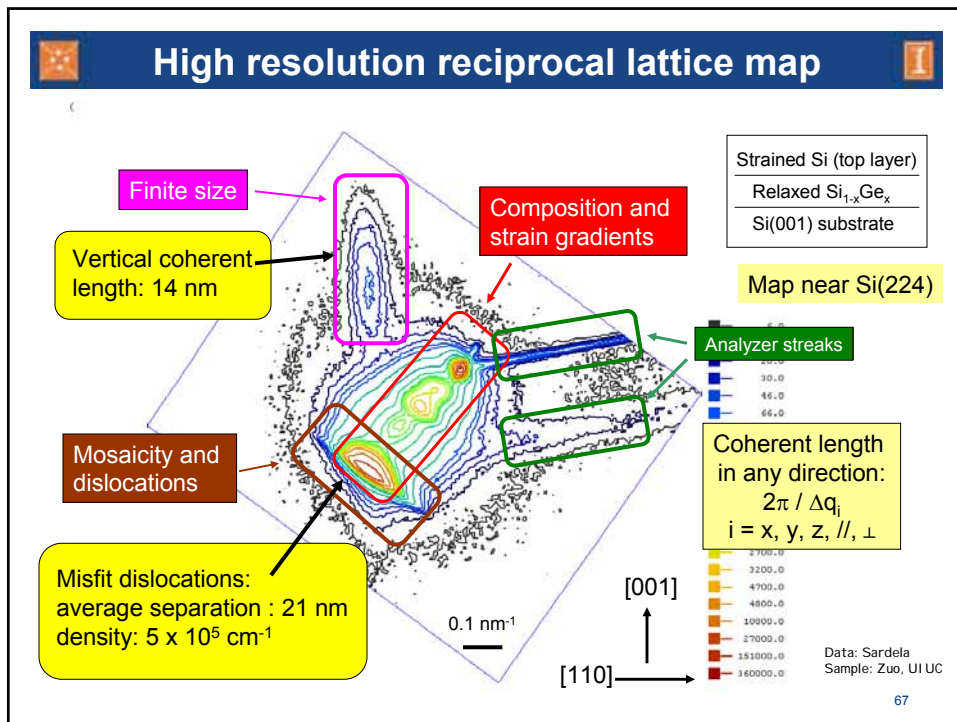 High resolution reciprocal lattice map
I
Strained Si (top layer)
Relaxed Si1-xGex
Si(001) substrate
Finite size
Composition and
strain gradients
Vertical coherent
length: 14 nm
Map near Si(224)
Analyzer streaks
30.0
46.0
66.0
Mosaicity and
dislocations
Coherent length
in any direction:
2π / Δqi
i = x, y, z, //, ⊥
2700.0
3200.0
4700.0
4800.0
10000.0
27000.0
151000.0
360000.0
Misfit dislocations:
average separation : 21 nm
density: 5 x 10⁵ cm⁻¹
0.1 nm⁻¹
[001]
[110]
Data: Sardela
Sample: Zuo, UIUC
67